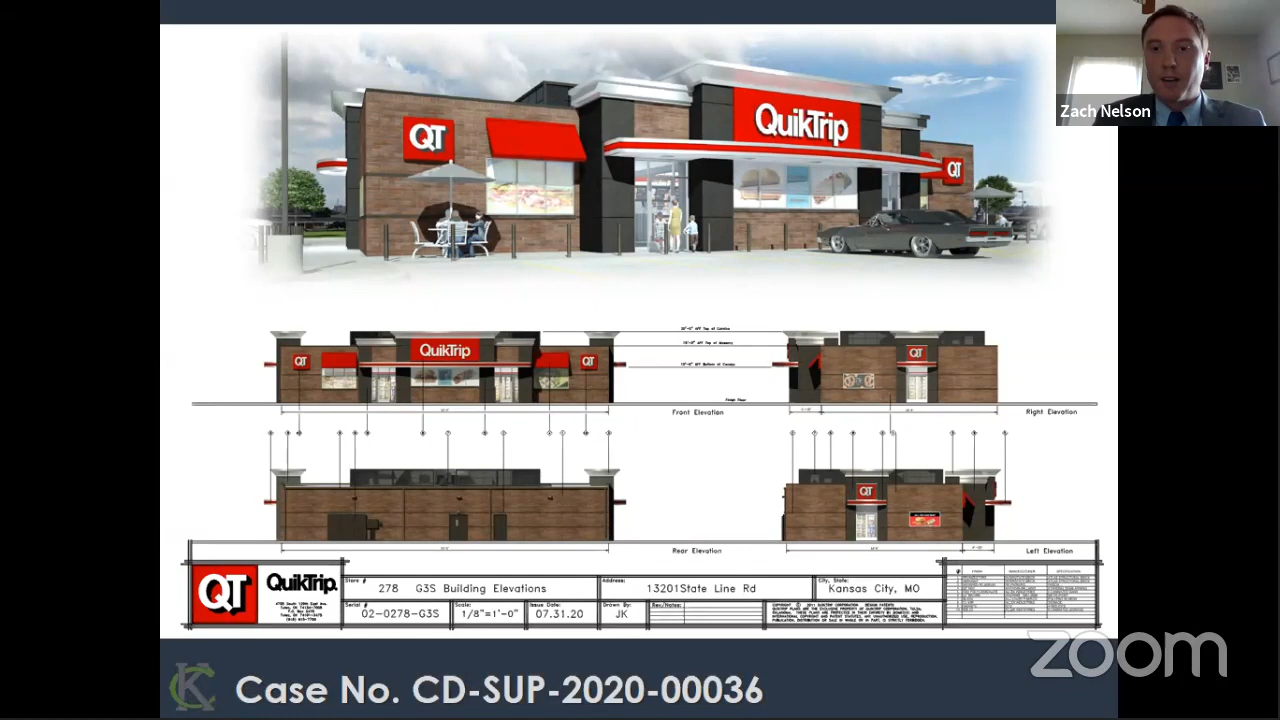 Zach Nelson
QT
QuikTrip
QT
QT
QuikTrip
QT
QT
Front Elevation
Right Elevation
QT
Rear Elevation
Left Elevation
QT
QuikTrip.
Store #
278 G3S Building Elevations
Address:
13201State Line Rd
City, State:
Kansas City, MO
Serial #
02-0278-G3S
Scale:
1/8"=1'-0"
Issue Date:
07.31.20
Drawn By:
JK
Rev/Notes:
zoom
KC
Case No. CD-SUP-2020-00036